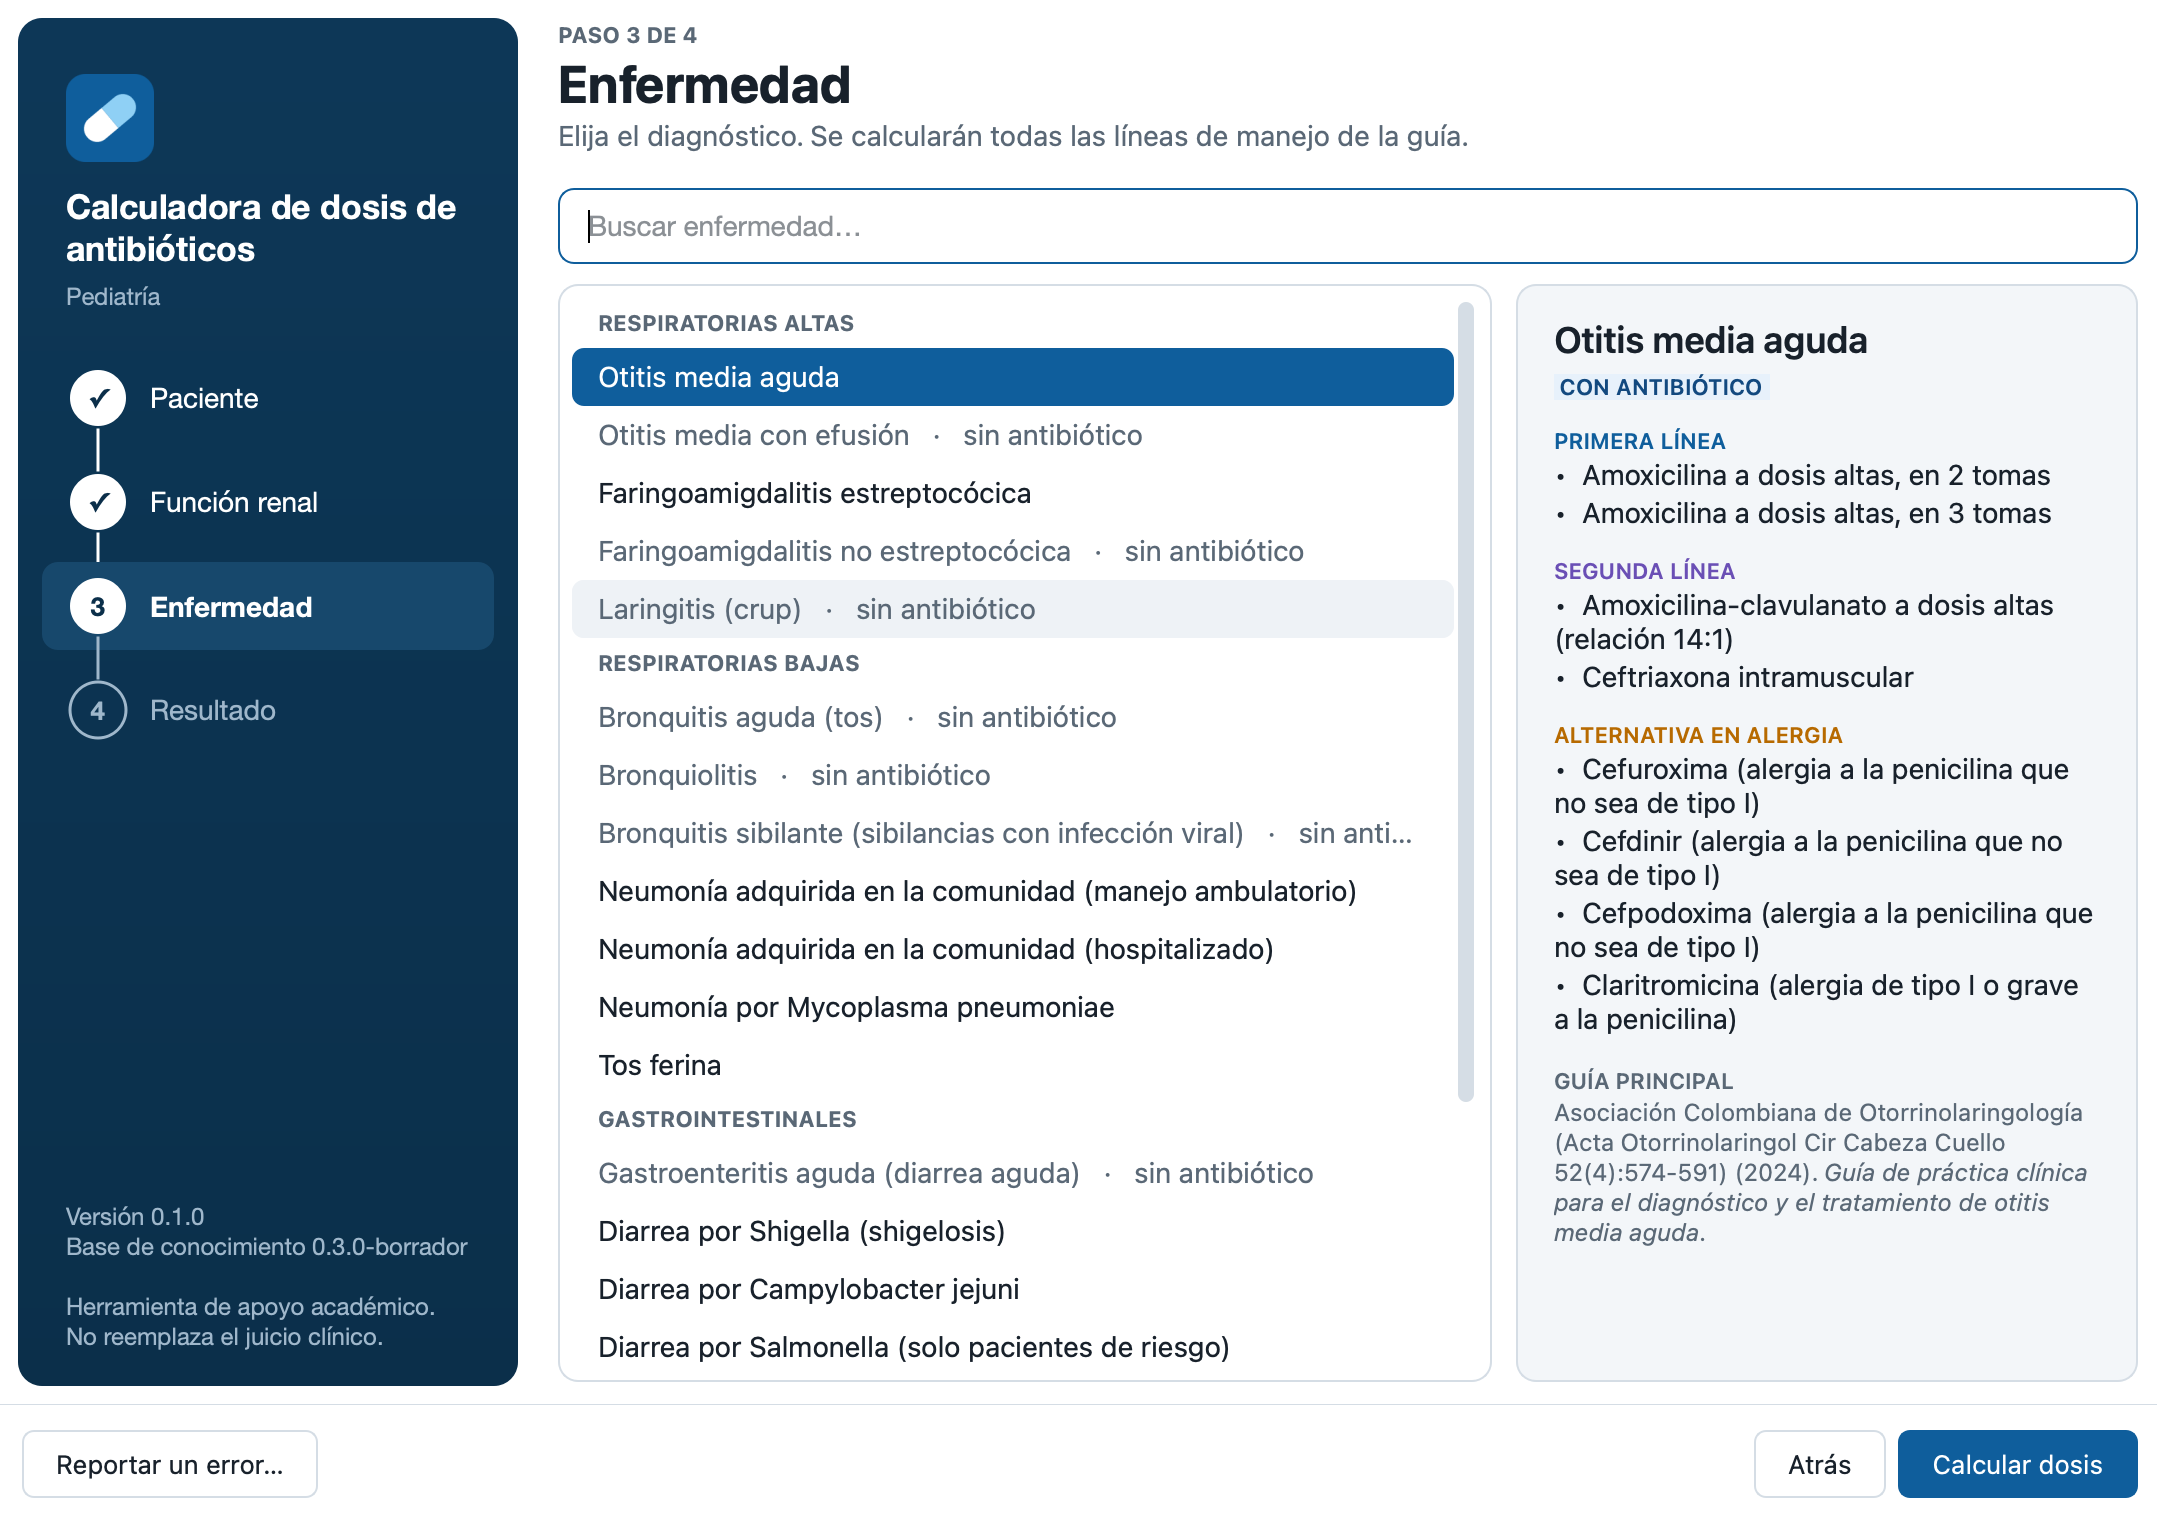 Calculadora de dosis de
antibióticos
Pediatría
✓ Paciente
✓ Función renal
3 Enfermedad
4 Resultado
Versión 0.1.0
Base de conocimiento 0.3.0-borrador
Herramienta de apoyo académico.
No reemplaza el juicio clínico.
PASO 3 DE 4
Enfermedad
Elija el diagnóstico. Se calcularán todas las líneas de manejo de la guía.
Buscar enfermedad...
RESPIRATORIAS ALTAS
Otitis media aguda
Otitis media con efusión · sin antibiótico
Faringoamigdalitis estreptocócica
Faringoamigdalitis no estreptocócica · sin antibiótico
Laringitis (crup) · sin antibiótico
RESPIRATORIAS BAJAS
Bronquitis aguda (tos) · sin antibiótico
Bronquiolitis · sin antibiótico
Bronquitis sibilante (sibilancias con infección viral) · sin anti...
Neumonía adquirida en la comunidad (manejo ambulatorio)
Neumonía adquirida en la comunidad (hospitalizado)
Neumonía por Mycoplasma pneumoniae
Tos ferina
GASTROINTESTINALES
Gastroenteritis aguda (diarrea aguda) · sin antibiótico
Diarrea por Shigella (shigelosis)
Diarrea por Campylobacter jejuni
Diarrea por Salmonella (solo pacientes de riesgo)
Otitis media aguda
CON ANTIBIÓTICO
PRIMERA LÍNEA
• Amoxicilina a dosis altas, en 2 tomas
• Amoxicilina a dosis altas, en 3 tomas
SEGUNDA LÍNEA
• Amoxicilina-clavulanato a dosis altas
(relación 14:1)
• Ceftriaxona intramuscular
ALTERNATIVA EN ALERGIA
• Cefuroxima (alergia a la penicilina que
no sea de tipo I)
• Cefdinir (alergia a la penicilina que no
sea de tipo I)
• Cefpodoxima (alergia a la penicilina que
no sea de tipo I)
• Claritromicina (alergia de tipo I o grave
a la penicilina)
GUÍA PRINCIPAL
Asociación Colombiana de Otorrinolaringología
(Acta Otorrinolaringol Cir Cabeza Cuello
52(4):574-591) (2024). Guía de práctica clínica
para el diagnóstico y el tratamiento de otitis
media aguda.
Reportar un error...
Atrás
Calcular dosis